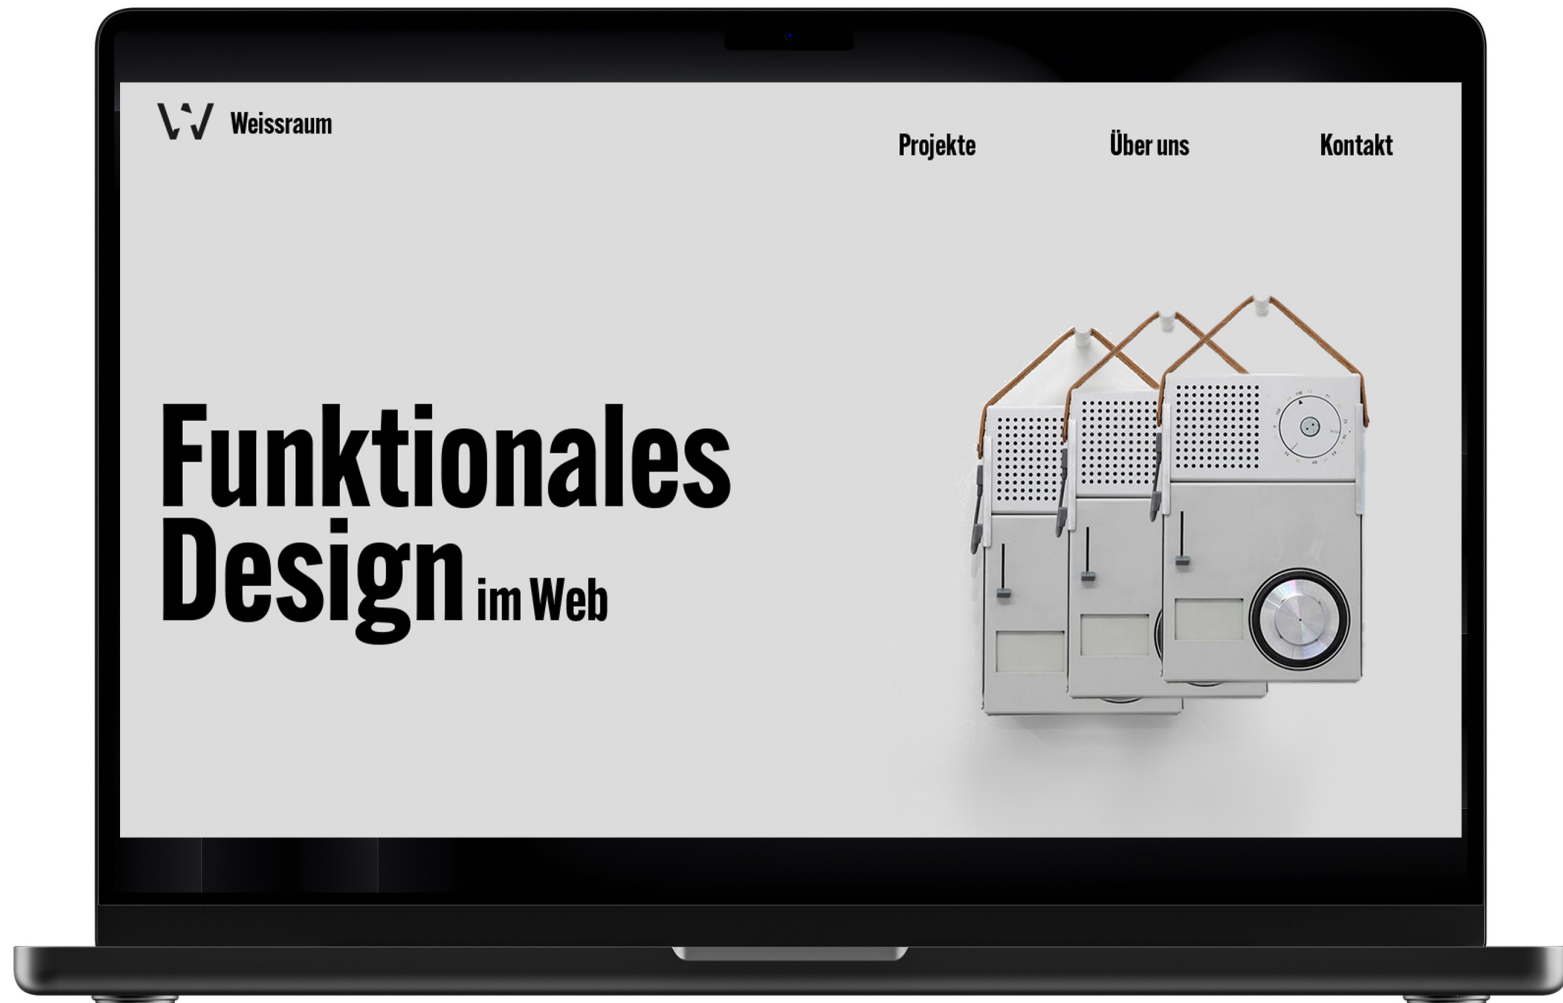 Weissraum
Projekte
Über uns
Kontakt
Funktionales
Design im Web